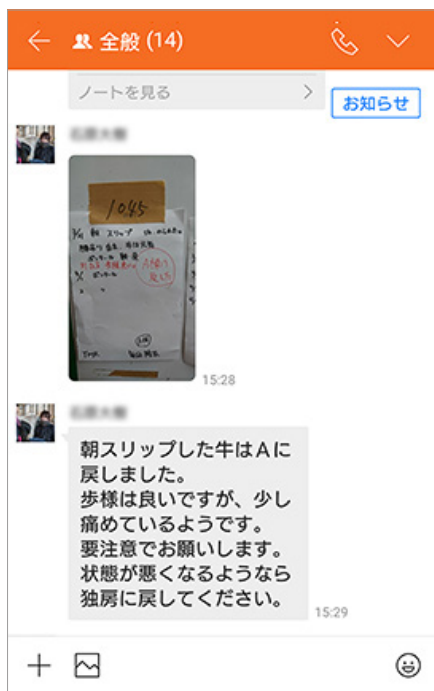 全般 (14)
ノートを見る
お知らせ
1085
15:28
朝スリップした牛はAに
戻しました。
歩様は良いですが、少し
痛めているようです。
要注意でお願いします。
状態が悪くなるようなら
独房に戻してください。
15:29